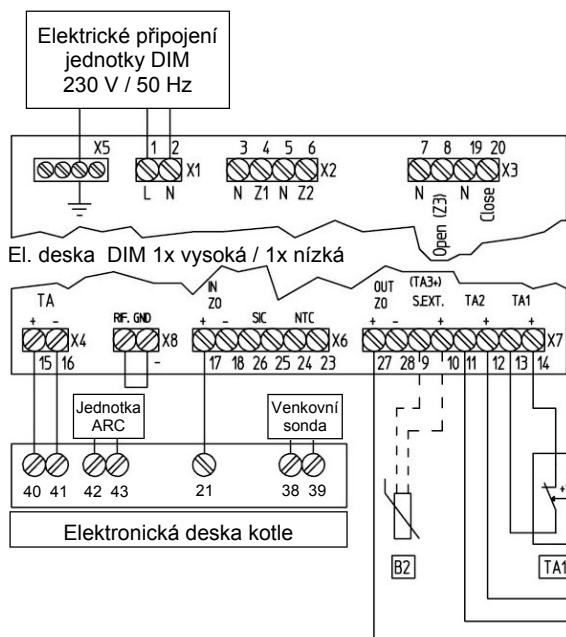 Elektrické připojení
jednotky DIM
230 V / 50 Hz
X5
1 2
X1
L N
3 4 5 6
X2
N Z1 N Z2
7 8 19 20
X3
N Open (Z3) N Close
El. deska DIM 1x vysoká / 1x nízká
TA
+ -
X4
15 16
RIF. GND
X8
-
IN
Z0
+ -
SIC NTC
X6
17 18 26 25 24 23
OUT
Z0
+ -
(TA3+)
S.EXT. TA2 TA1
+ + +
X7
27 28 9 10 11 12 13 14
Jednotka
ARC
Venkovní
sonda
40 41 42 43 21 38 39
Elektronická deska kotle
B2
TA1